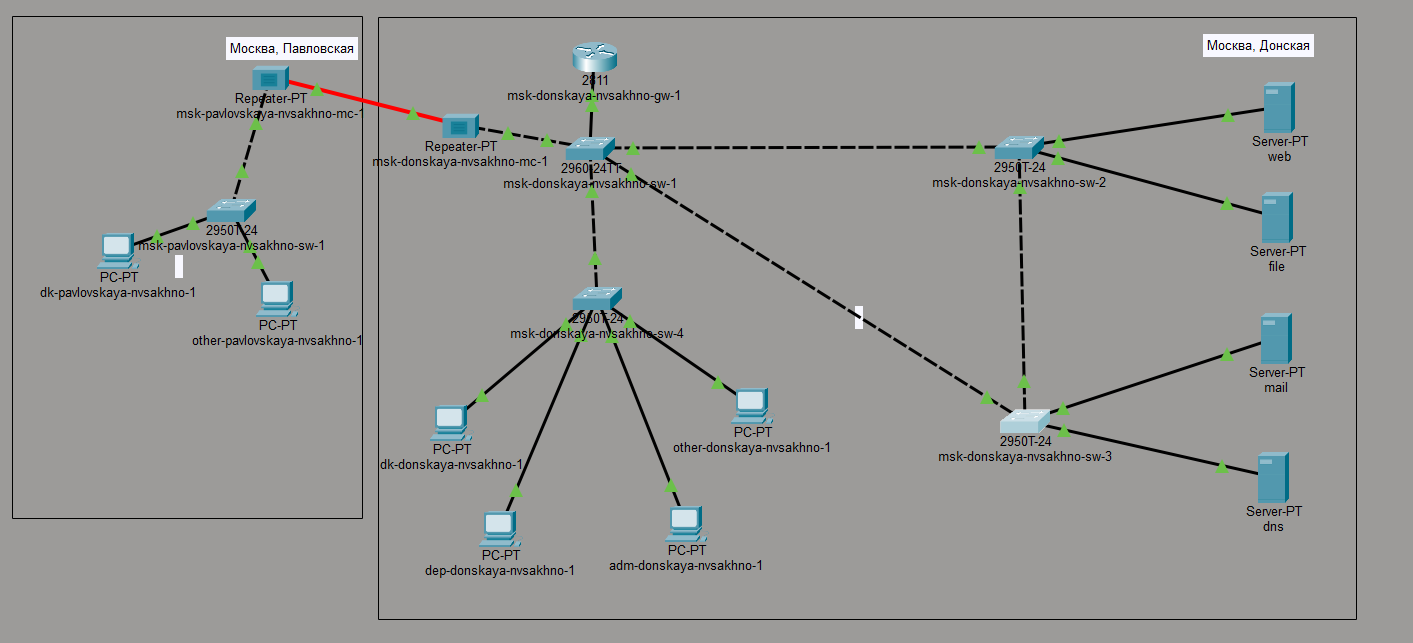 Москва, Павловская
Repeater-PT
msk-pavlovskaya-nvsakhno-mc-1
2950T-24
msk-pavlovskaya-nvsakhno-sw-1
PC-PT
dk-pavlovskaya-nvsakhno-1
PC-PT
other-pavlovskaya-nvsakhno-1
Москва, Донская
2811
msk-donskaya-nvsakhno-gw-1
Repeater-PT
msk-donskaya-nvsakhno-mc-1
2960-24TT
msk-donskaya-nvsakhno-sw-1
2950T-24
msk-donskaya-nvsakhno-sw-2
Server-PT
web
Server-PT
file
2950T-24
msk-donskaya-nvsakhno-sw-4
Server-PT
mail
PC-PT
dk-donskaya-nvsakhno-1
PC-PT
other-donskaya-nvsakhno-1
2950T-24
msk-donskaya-nvsakhno-sw-3
Server-PT
dns
PC-PT
dep-donskaya-nvsakhno-1
PC-PT
adm-donskaya-nvsakhno-1